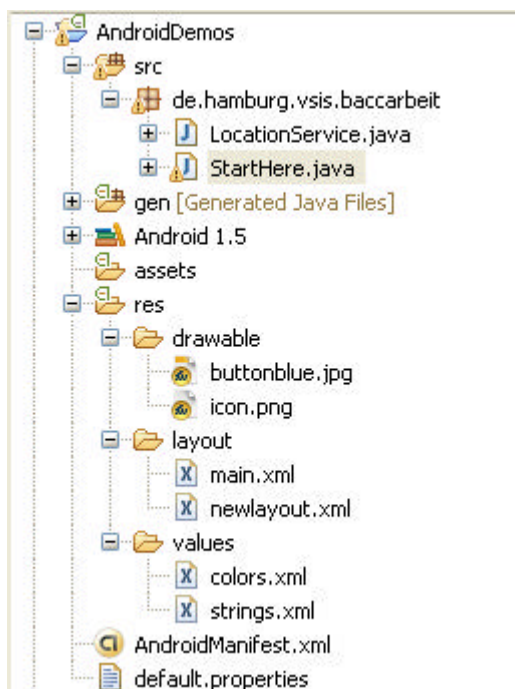 AndroidDemos
src
de.hamburg.vsis.baccarbeit
LocationService.java
StartHere.java
gen [Generated Java Files]
Android 1.5
assets
res
drawable
buttonblue.jpg
icon.png
layout
main.xml
newlayout.xml
values
colors.xml
strings.xml
AndroidManifest.xml
default.properties